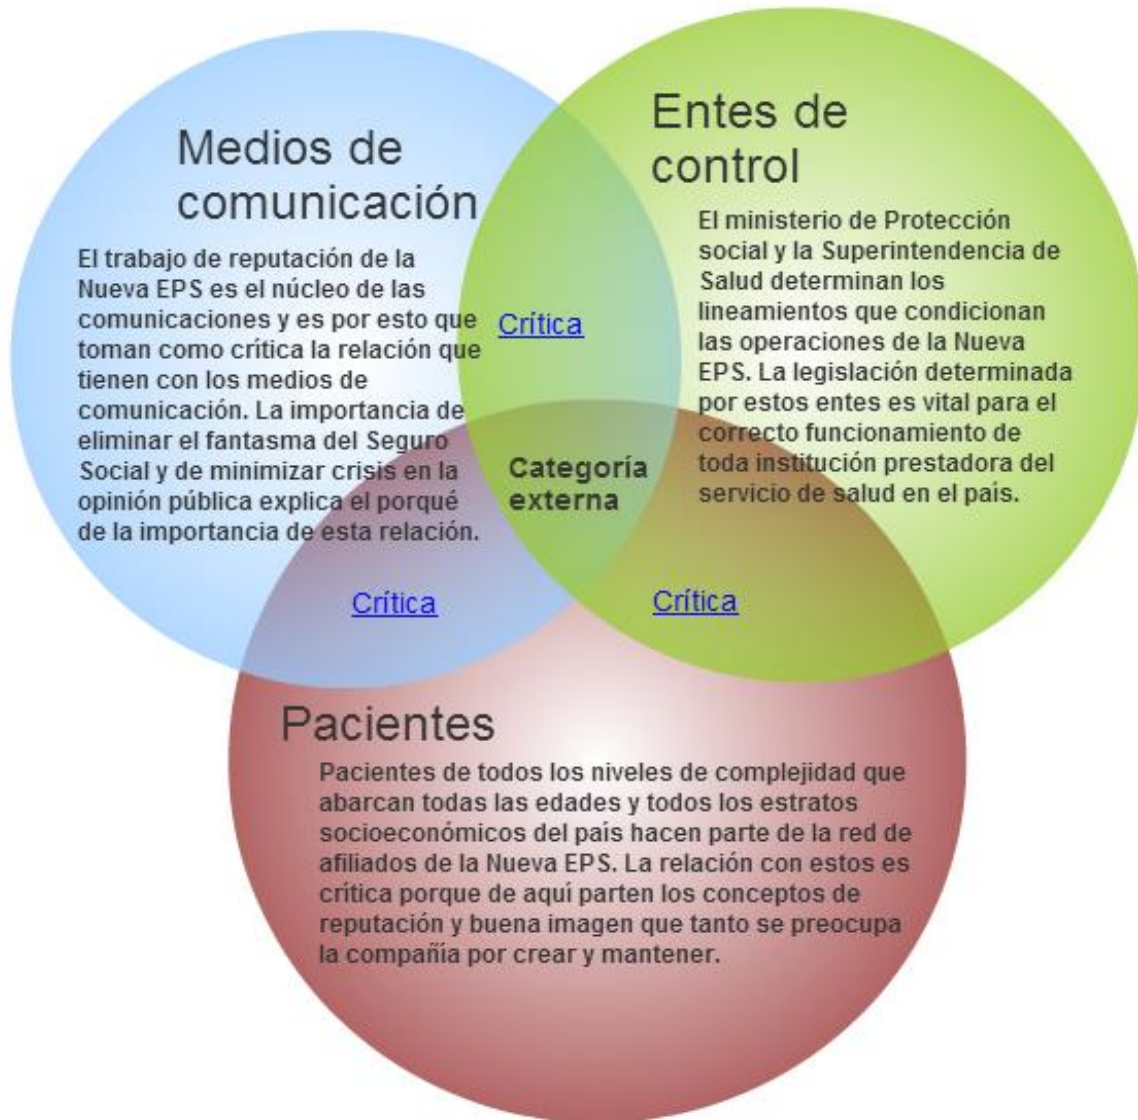 Medios de
comunicación
El trabajo de reputación de la
Nueva EPS es el núcleo de las
comunicaciones y es por esto que
toman como crítica la relación que
tienen con los medios de
comunicación. La importancia de
eliminar el fantasma del Seguro
Social y de minimizar crisis en la
opinión pública explica el porqué
de la importancia de esta relación.
Entes de
control
El ministerio de Protección
social y la Superintendencia de
Salud determinan los
lineamientos que condicionan
las operaciones de la Nueva
EPS. La legislación determinada
por estos entes es vital para el
correcto funcionamiento de
toda institución prestadora del
servicio de salud en el país.
Crítica
Categoría
externa
Crítica
Crítica
Pacientes
Pacientes de todos los niveles de complejidad que
abarcan todas las edades y todos los estratos
socioeconómicos del país hacen parte de la red de
afiliados de la Nueva EPS. La relación con estos es
crítica porque de aquí parten los conceptos de
reputación y buena imagen que tanto se preocupa
la compañía por crear y mantener.